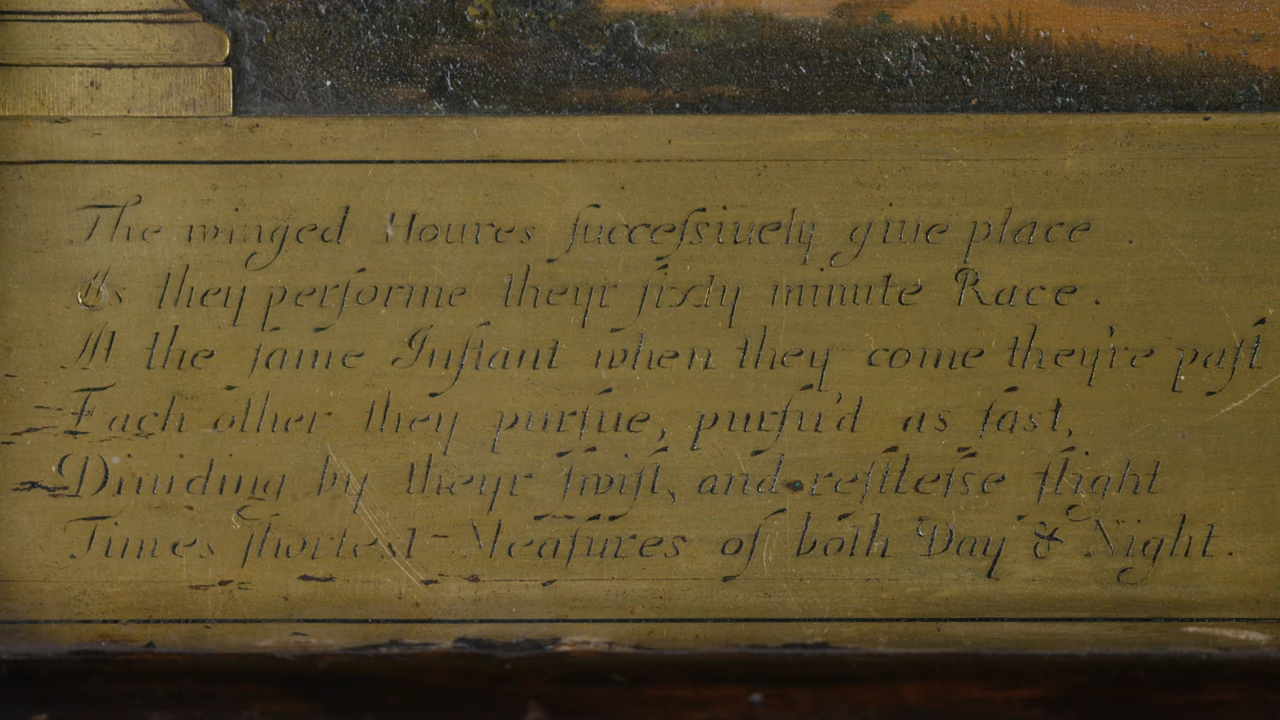 The winged Houres ſucceſsiuely giue place.
As they performe theyr ſixty minute Race.
At the ſame Inſtant when they come they're paſt
Each other they purſue, purſu'd as faſt,
Diuiding by theyr ſwift, and reſtleſse flight
Times ſhortest Meaſures of both Day & Night.